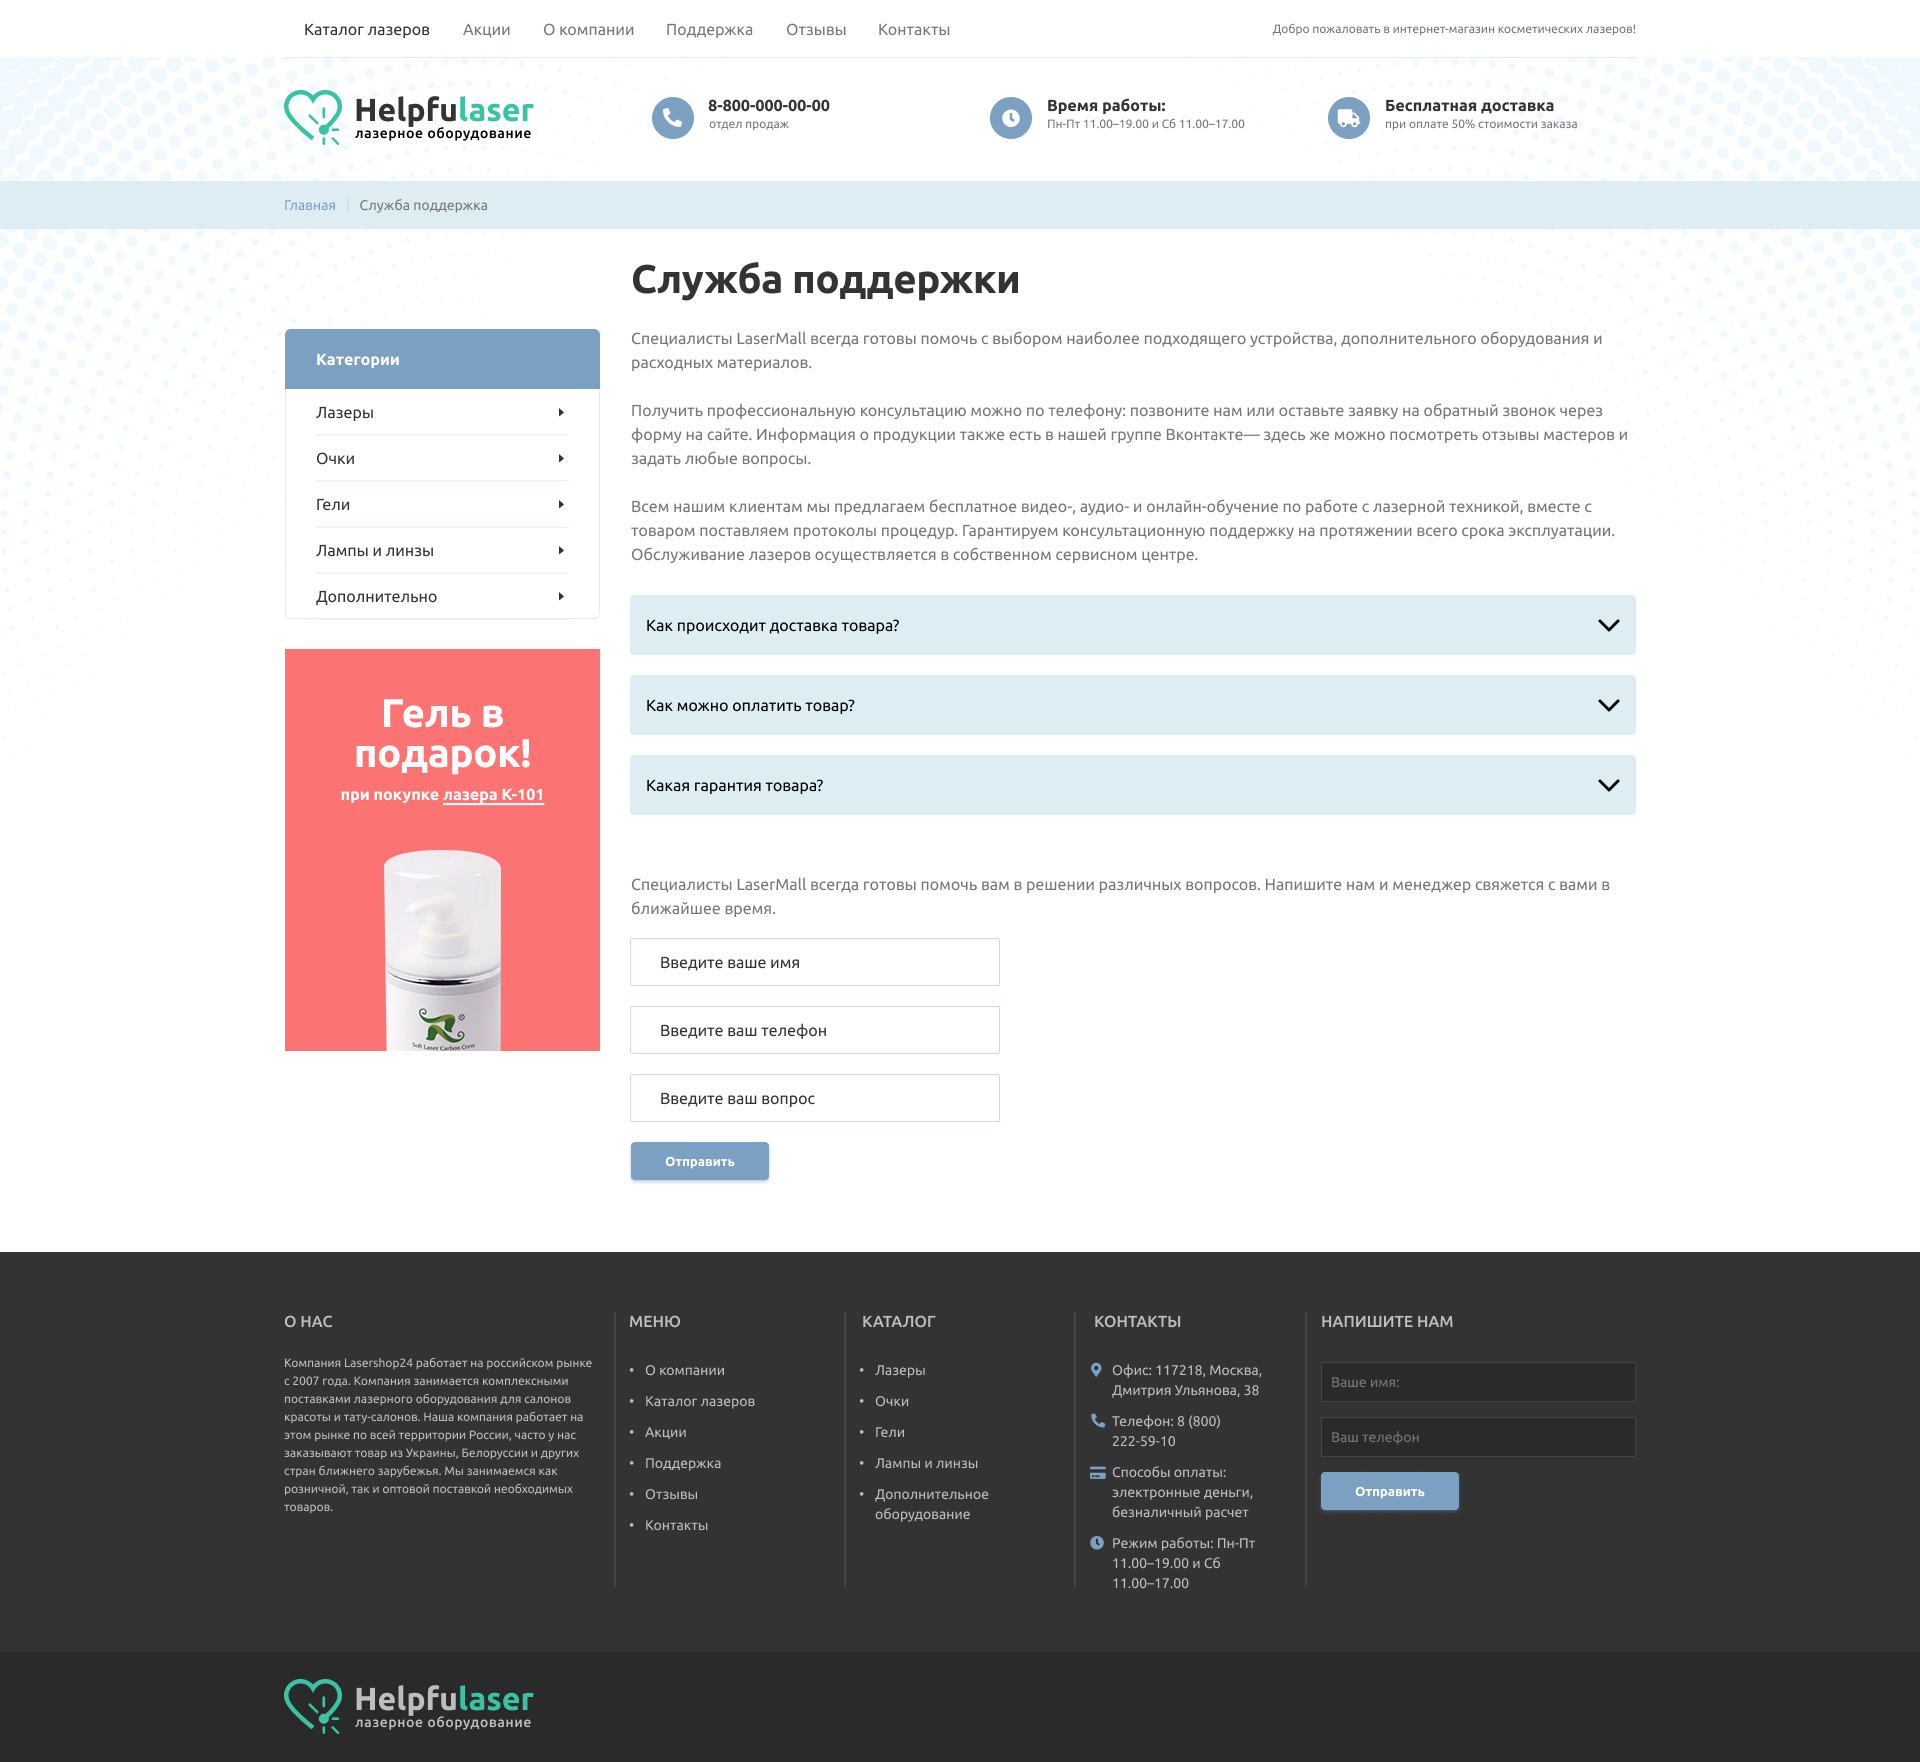 Каталог лазеров
Акции
О компании
Поддержка
Отзывы
Контакты
Добро пожаловать в интернет-магазин косметических лазеров!
Helpfulaser
лазерное оборудование
8-800-000-00-00
отдел продаж
Время работы:
Пн-Пт 11.00–19.00 и Сб 11.00–17.00
Бесплатная доставка
при оплате 50% стоимости заказа
Главная
Служба поддержка
Служба поддержки
Категории
Лазеры
Очки
Гели
Лампы и линзы
Дополнительно
Гель в
подарок!
при покупке лазера К-101
Soft Laser Carbon Crem
Специалисты LaserMall всегда готовы помочь с выбором наиболее подходящего устройства, дополнительного оборудования и
расходных материалов.
Получить профессиональную консультацию можно по телефону: позвоните нам или оставьте заявку на обратный звонок через
форму на сайте. Информация о продукции также есть в нашей группе Вконтакте— здесь же можно посмотреть отзывы мастеров и
задать любые вопросы.
Всем нашим клиентам мы предлагаем бесплатное видео-, аудио- и онлайн-обучение по работе с лазерной техникой, вместе с
товаром поставляем протоколы процедур. Гарантируем консультационную поддержку на протяжении всего срока эксплуатации.
Обслуживание лазеров осуществляется в собственном сервисном центре.
Как происходит доставка товара?
Как можно оплатить товар?
Какая гарантия товара?
Специалисты LaserMall всегда готовы помочь вам в решении различных вопросов. Напишите нам и менеджер свяжется с вами в
ближайшее время.
Введите ваше имя
Введите ваш телефон
Введите ваш вопрос
Отправить
О НАС
Компания Lasershop24 работает на российском рынке
с 2007 года. Компания занимается комплексными
поставками лазерного оборудования для салонов
красоты и тату-салонов. Наша компания работает на
этом рынке по всей территории России, часто у нас
заказывают товар из Украины, Белоруссии и других
стран ближнего зарубежья. Мы занимаемся как
розничной, так и оптовой поставкой необходимых
товаров.
МЕНЮ
• О компании
• Каталог лазеров
• Акции
• Поддержка
• Отзывы
• Контакты
КАТАЛОГ
• Лазеры
• Очки
• Гели
• Лампы и линзы
• Дополнительное
оборудование
КОНТАКТЫ
Офис: 117218, Москва,
Дмитрия Ульянова, 38
Телефон: 8 (800)
222-59-10
Способы оплаты:
электронные деньги,
безналичный расчет
Режим работы: Пн-Пт
11.00–19.00 и Сб
11.00–17.00
НАПИШИТЕ НАМ
Ваше имя:
Ваш телефон
Отправить
Helpfulaser
лазерное оборудование